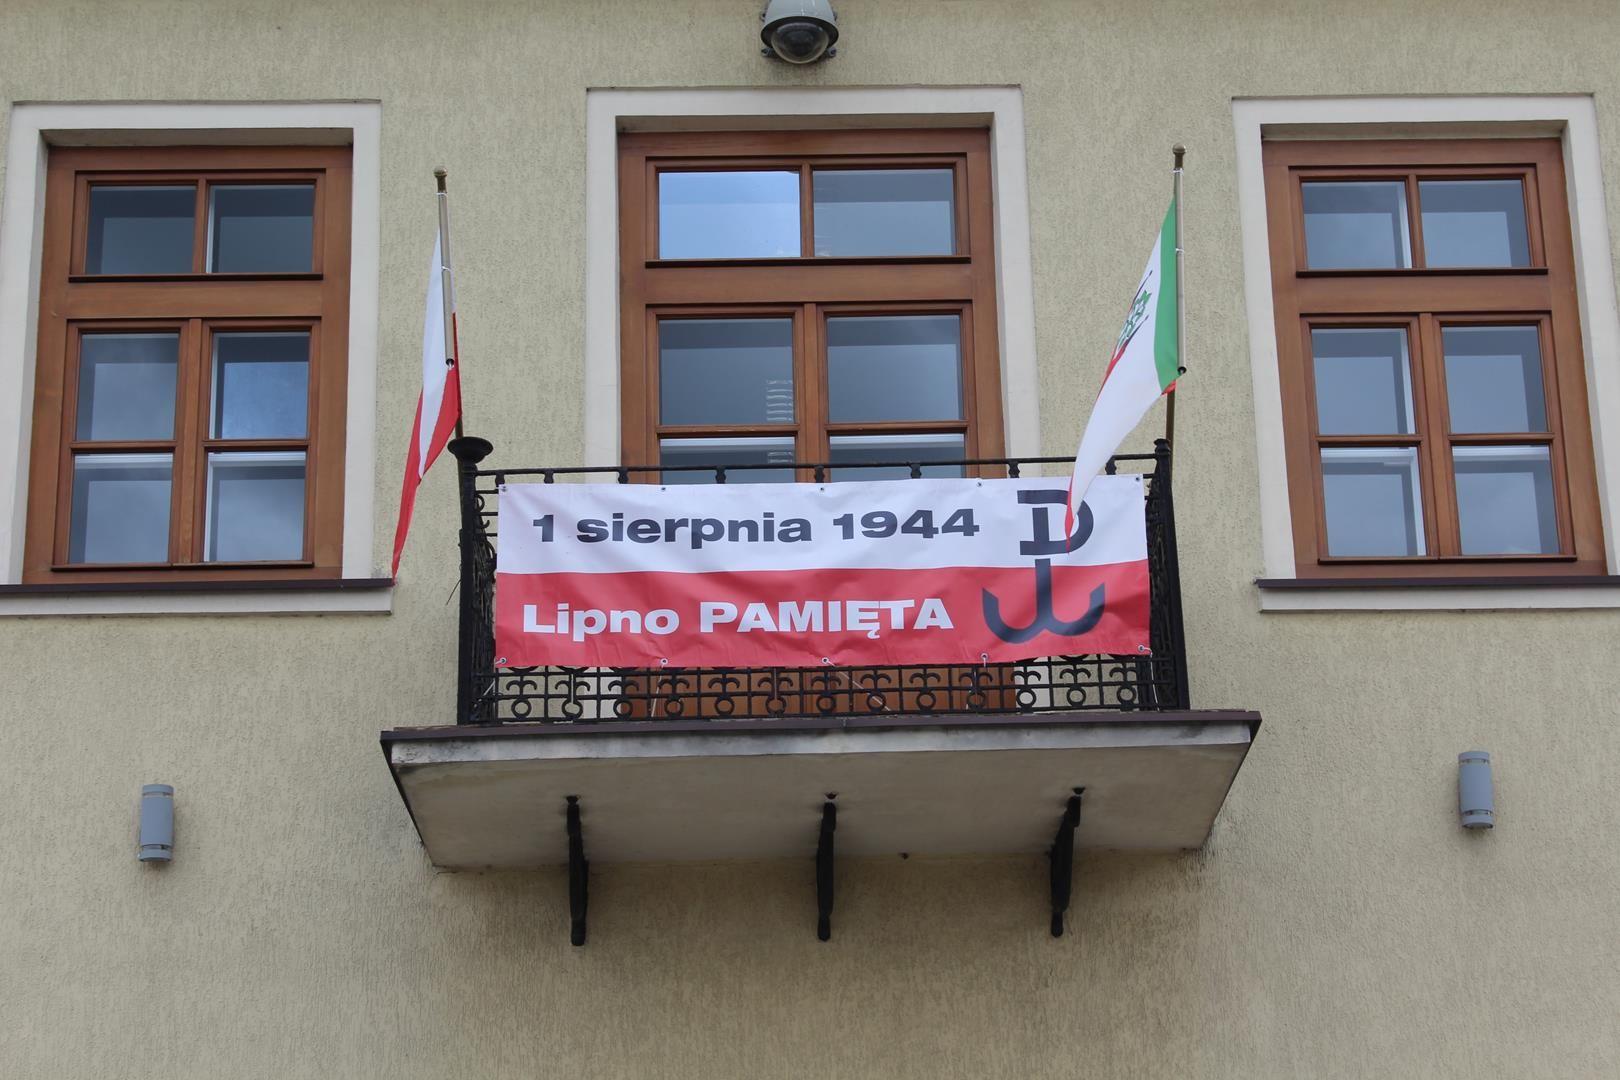 1 sierpnia 1944
Lipno PAMIĘTA